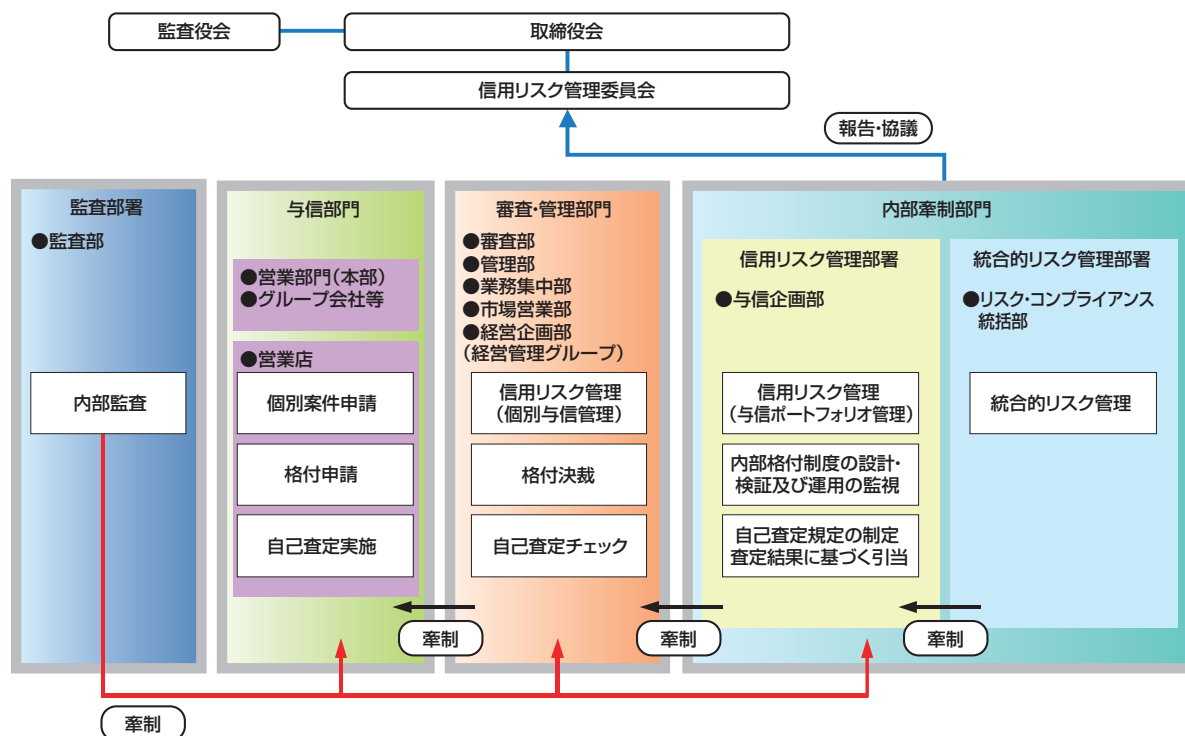 監査役会
取締役会
信用リスク管理委員会
報告・協議
監査部署
●監査部
内部監査
与信部門
●営業部門(本部)
●グループ会社等
●営業店
個別案件申請
格付申請
自己査定実施
審査・管理部門
●審査部
●管理部
●業務集中部
●市場営業部
●経営企画部
(経営管理グループ)
信用リスク管理
(個別与信管理)
格付決裁
自己査定チェック
内部牽制部門
信用リスク管理部署
●与信企画部
信用リスク管理
(与信ポートフォリオ管理)
内部格付制度の設計・
検証及び運用の監視
自己査定規定の制定
査定結果に基づく引当
統合的リスク管理部署
●リスク・コンプライアンス
統括部
統合的リスク管理
牽制
牽制
牽制
牽制